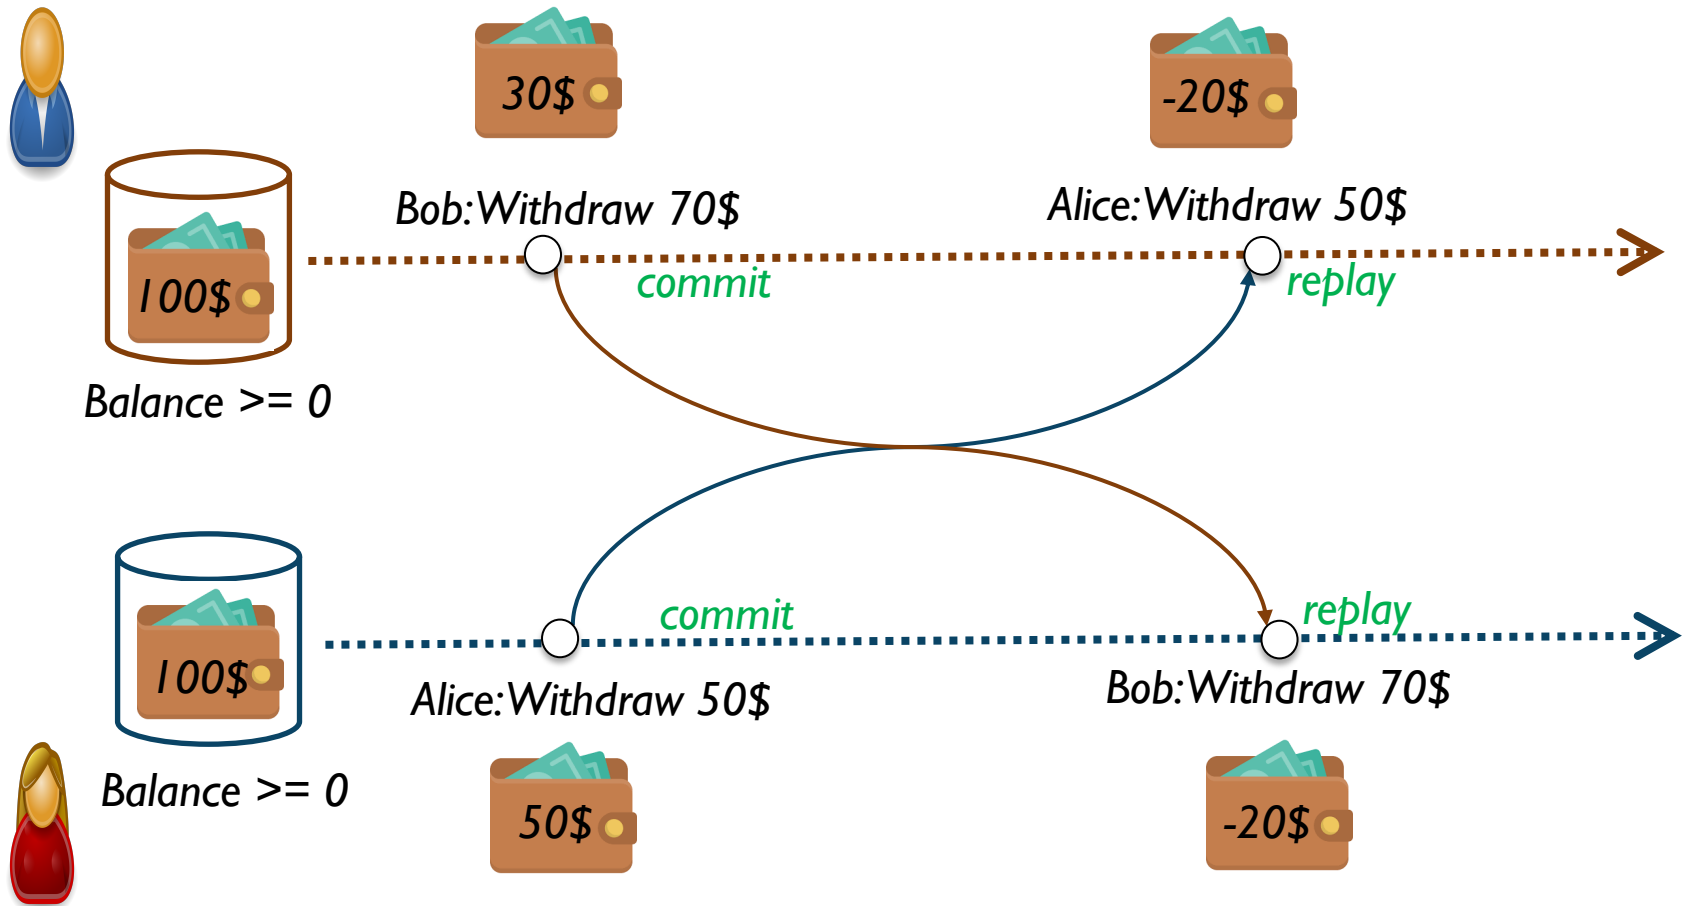 30$
-20$
Bob:Withdraw 70$
Alice:Withdraw 50$
commit
replay
100$
Balance >= 0
commit
replay
100$
Alice:Withdraw 50$
Bob:Withdraw 70$
Balance >= 0
50$
-20$